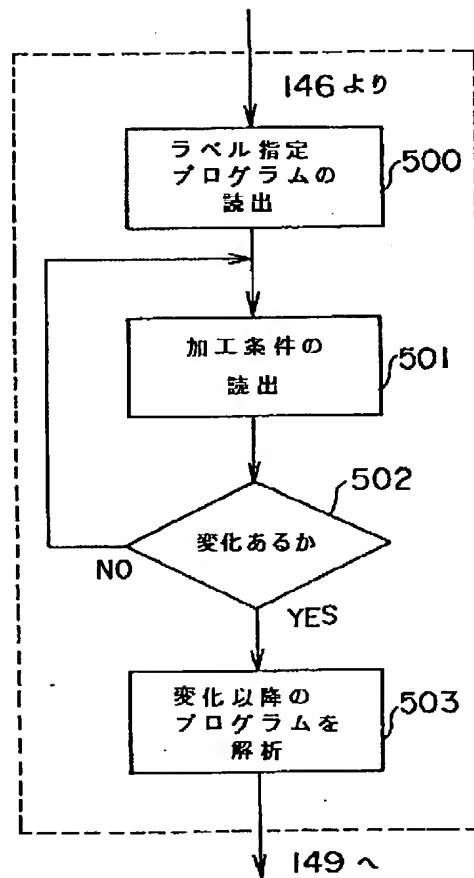 146より
ラベル指定
プログラムの
読出
500
加工条件の
読出
501
502
変化あるか
NO
YES
変化以降の
プログラムを
解析
503
149へ